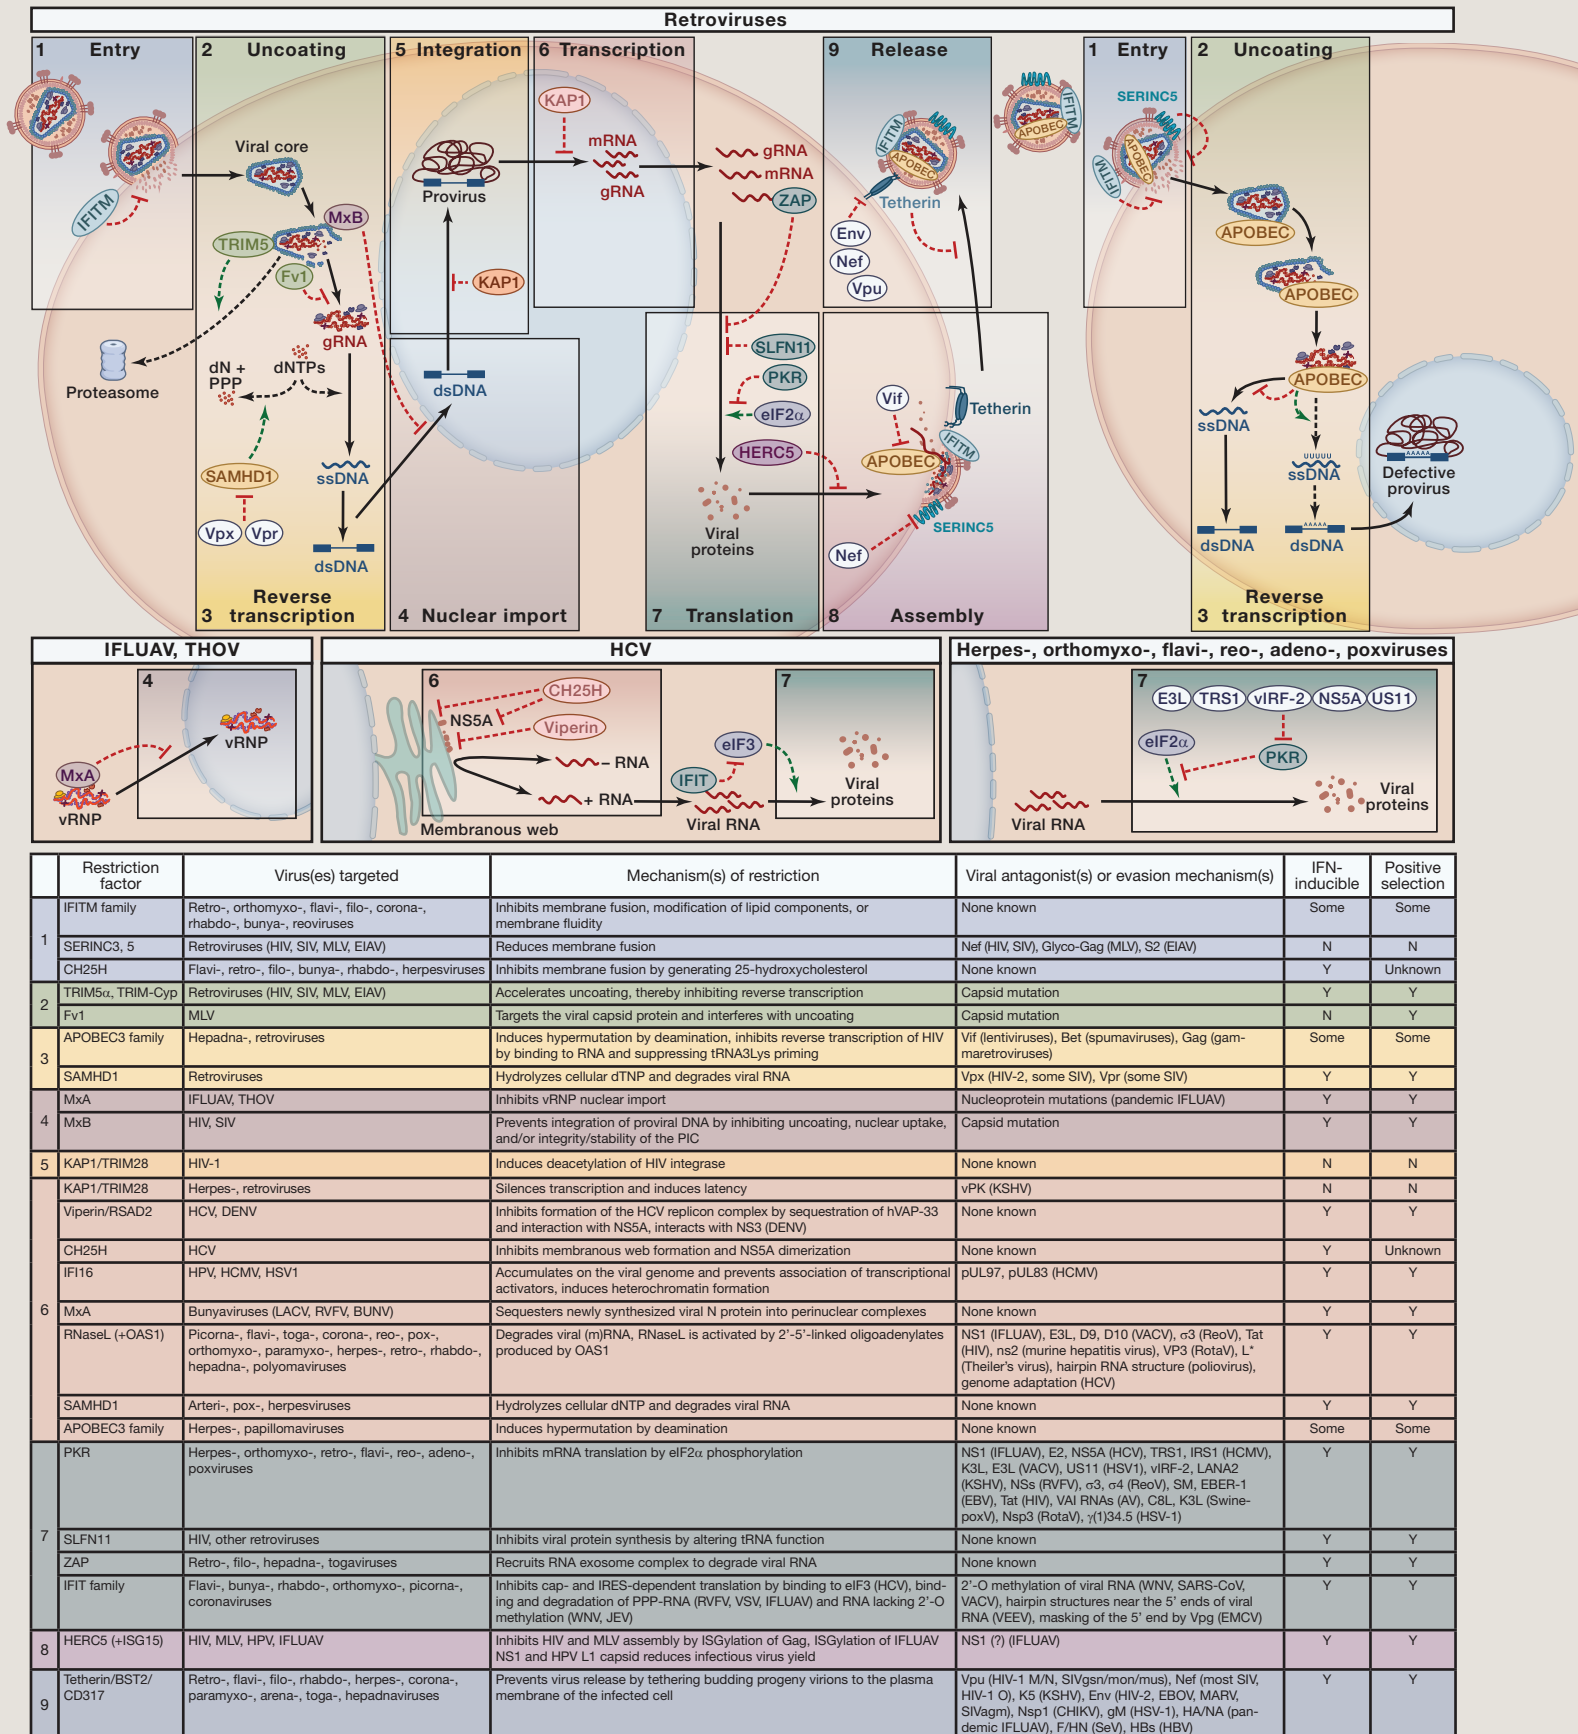 Retroviruses
1 Entry
2 Uncoating
5 Integration
6 Transcription
9 Release
1 Entry
2 Uncoating
IFITM
Viral core
MxB
TRIM5
Fv1
gRNA
Proteasome
dN +
PPP
dNTPs
SAMHD1
Vpx
Vpr
ssDNA
dsDNA
Reverse
3 transcription
Provirus
KAP1
dsDNA
4 Nuclear import
KAP1
mRNA
gRNA
gRNA
mRNA
ZAP
SLFN11
PKR
eIF2α
HERC5
Viral
proteins
7 Translation
IFITM
APOBEC
Tetherin
Env
Nef
Vpu
Vif
APOBEC
Tetherin
IFITM
SERINC5
Nef
8 Assembly
IFITM
APOBEC
SERINC5
APOBEC
IFITM
APOBEC
APOBEC
APOBEC
ssDNA
UUUUU
ssDNA
dsDNA
AAAAA
dsDNA
AAAAA
Defective
provirus
Reverse
3 transcription
IFLUAV, THOV
4
vRNP
MxA
vRNP
HCV
6
CH25H
NS5A
Viperin
– RNA
+ RNA
Membranous web
eIF3
IFIT
Viral RNA
7
Viral
proteins
Herpes-, orthomyxo-, flavi-, reo-, adeno-, poxviruses
7
E3L TRS1 vIRF-2 NS5A US11
eIF2α
PKR
Viral RNA
Viral
proteins
Restriction
factor
Virus(es) targeted
Mechanism(s) of restriction
Viral antagonist(s) or evasion mechanism(s)
IFN-
inducible
Positive
selection
1
IFITM family
Retro-, orthomyxo-, flavi-, filo-, corona-,
rhabdo-, bunya-, reoviruses
Inhibits membrane fusion, modification of lipid components, or
membrane fluidity
None known
Some
Some
SERINC3, 5
Retroviruses (HIV, SIV, MLV, EIAV)
Reduces membrane fusion
Nef (HIV, SIV), Glyco-Gag (MLV), S2 (EIAV)
N
N
CH25H
Flavi-, retro-, filo-, bunya-, rhabdo-, herpesviruses
Inhibits membrane fusion by generating 25-hydroxycholesterol
None known
Y
Unknown
2
TRIM5α, TRIM-Cyp
Retroviruses (HIV, SIV, MLV, EIAV)
Accelerates uncoating, thereby inhibiting reverse transcription
Capsid mutation
Y
Y
Fv1
MLV
Targets the viral capsid protein and interferes with uncoating
Capsid mutation
N
Y
3
APOBEC3 family
Hepadna-, retroviruses
Induces hypermutation by deamination, inhibits reverse transcription of HIV
by binding to RNA and suppressing tRNA3Lys priming
Vif (lentiviruses), Bet (spumaviruses), Gag (gam-
maretroviruses)
Some
Some
SAMHD1
Retroviruses
Hydrolyzes cellular dTNP and degrades viral RNA
Vpx (HIV-2, some SIV), Vpr (some SIV)
Y
Y
4
MxA
IFLUAV, THOV
Inhibits vRNP nuclear import
Nucleoprotein mutations (pandemic IFLUAV)
Y
Y
MxB
HIV, SIV
Prevents integration of proviral DNA by inhibiting uncoating, nuclear uptake,
and/or integrity/stability of the PIC
Capsid mutation
Y
Y
5
KAP1/TRIM28
HIV-1
Induces deacetylation of HIV integrase
None known
N
N
6
KAP1/TRIM28
Herpes-, retroviruses
Silences transcription and induces latency
vPK (KSHV)
N
N
Viperin/RSAD2
HCV, DENV
Inhibits formation of the HCV replicon complex by sequestration of hVAP-33
and interaction with NS5A, interacts with NS3 (DENV)
None known
Y
Y
CH25H
HCV
Inhibits membranous web formation and NS5A dimerization
None known
Y
Unknown
IFI16
HPV, HCMV, HSV1
Accumulates on the viral genome and prevents association of transcriptional
activators, induces heterochromatin formation
pUL97, pUL83 (HCMV)
Y
Y
MxA
Bunyaviruses (LACV, RVFV, BUNV)
Sequesters newly synthesized viral N protein into perinuclear complexes
None known
Y
Y
RNaseL (+OAS1)
Picorna-, flavi-, toga-, corona-, reo-, pox-,
orthomyxo-, paramyxo-, herpes-, retro-, rhabdo-,
hepadna-, polyomaviruses
Degrades viral (m)RNA, RNaseL is activated by 2’-5’-linked oligoadenylates
produced by OAS1
NS1 (IFLUAV), E3L, D9, D10 (VACV), σ3 (ReoV), Tat
(HIV), ns2 (murine hepatitis virus), VP3 (RotaV), L*
(Theiler’s virus), hairpin RNA structure (poliovirus),
genome adaptation (HCV)
Y
Y
SAMHD1
Arteri-, pox-, herpesviruses
Hydrolyzes cellular dNTP and degrades viral RNA
None known
Y
Y
APOBEC3 family
Herpes-, papillomaviruses
Induces hypermutation by deamination
None known
Some
Some
7
PKR
Herpes-, orthomyxo-, retro-, flavi-, reo-, adeno-,
poxviruses
Inhibits mRNA translation by eIF2α phosphorylation
NS1 (IFLUAV), E2, NS5A (HCV), TRS1, IRS1 (HCMV),
K3L, E3L (VACV), US11 (HSV1), vIRF-2, LANA2
(KSHV), NSs (RVFV), σ3, σ4 (ReoV), SM, EBER-1
(EBV), Tat (HIV), VAI RNAs (AV), C8L, K3L (Swine-
poxV), Nsp3 (RotaV), γ(1)34.5 (HSV-1)
Y
Y
SLFN11
HIV, other retroviruses
Inhibits viral protein synthesis by altering tRNA function
None known
Y
Y
ZAP
Retro-, filo-, hepadna-, togaviruses
Recruits RNA exosome complex to degrade viral RNA
None known
Y
Y
IFIT family
Flavi-, bunya-, rhabdo-, orthomyxo-, picorna-,
coronaviruses
Inhibits cap- and IRES-dependent translation by binding to eIF3 (HCV), bind-
ing and degradation of PPP-RNA (RVFV, VSV, IFLUAV) and RNA lacking 2’-O
methylation (WNV, JEV)
2’-O methylation of viral RNA (WNV, SARS-CoV,
VACV), hairpin structures near the 5’ ends of viral
RNA (VEEV), masking of the 5’ end by Vpg (EMCV)
Y
Y
8
HERC5 (+ISG15)
HIV, MLV, HPV, IFLUAV
Inhibits HIV and MLV assembly by ISGylation of Gag, ISGylation of IFLUAV
NS1 and HPV L1 capsid reduces infectious virus yield
NS1 (?) (IFLUAV)
Y
Y
9
Tetherin/BST2/
CD317
Retro-, flavi-, filo-, rhabdo-, herpes-, corona-,
paramyxo-, arena-, toga-, hepadnaviruses
Prevents virus release by tethering budding progeny virions to the plasma
membrane of the infected cell
Vpu (HIV-1 M/N, SIVgsn/mon/mus), Nef (most SIV,
HIV-1 O), K5 (KSHV), Env (HIV-2, EBOV, MARV,
SIVagm), Nsp1 (CHIKV), gM (HSV-1), HA/NA (pan-
demic IFLUAV), F/HN (SeV), HBs (HBV)
Y
Y